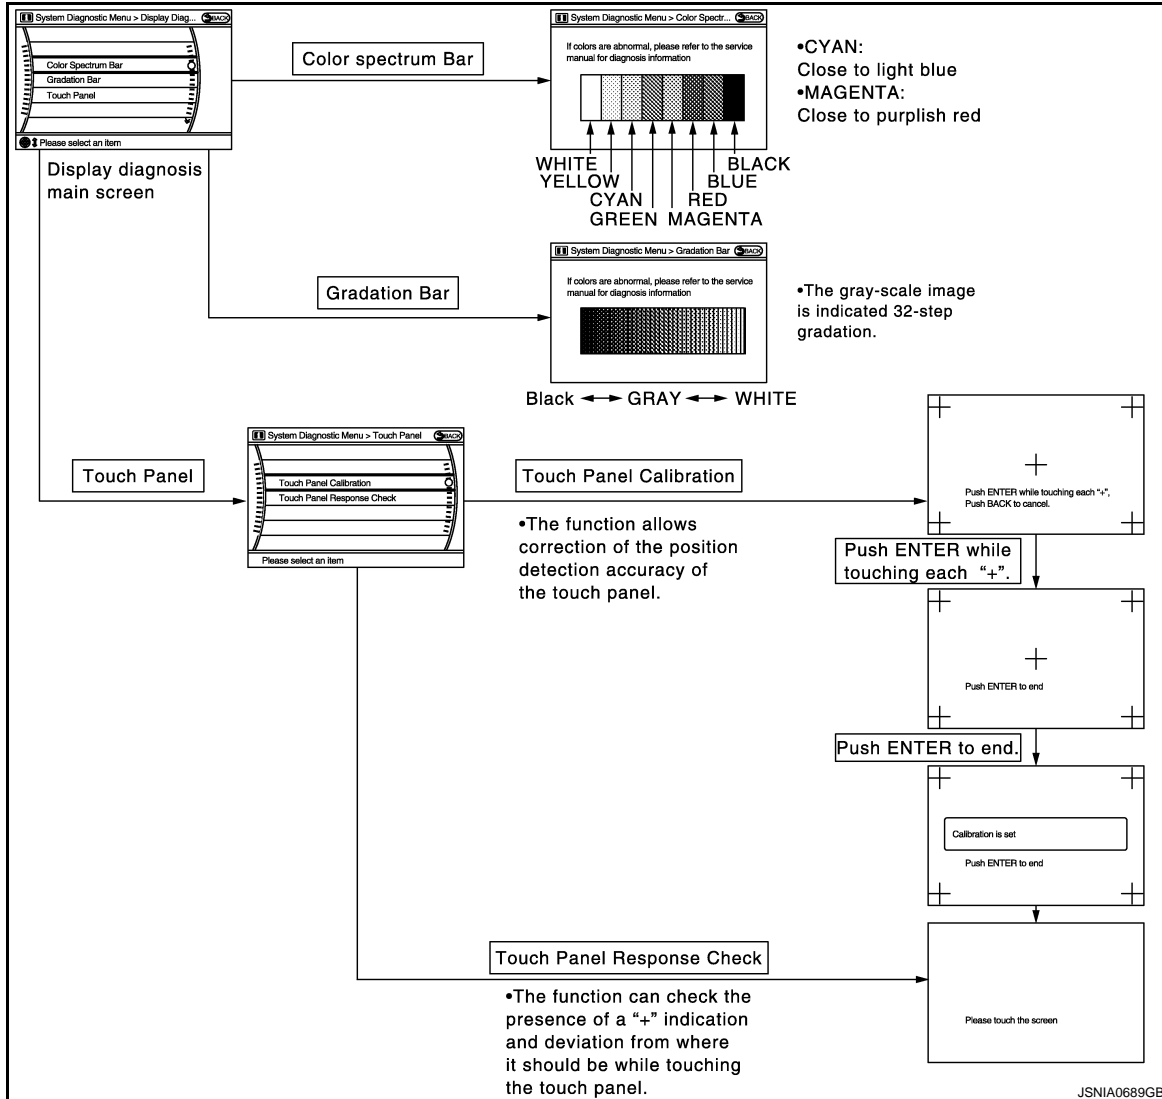 System Diagnostic Menu > Display Diag...
BACK
Color Spectrum Bar
Gradation Bar
Touch Panel
Please select an item
Display diagnosis
main screen
Color spectrum Bar
System Diagnostic Menu > Color Spectr...
BACK
If colors are abnormal, please refer to the service
manual for diagnosis information
WHITE
YELLOW
CYAN
GREEN
MAGENTA
RED
BLUE
BLACK
•CYAN:
Close to light blue
•MAGENTA:
Close to purplish red
Gradation Bar
System Diagnostic Menu > Gradation Bar
BACK
If colors are abnormal, please refer to the service
manual for diagnosis information
Black
GRAY
WHITE
•The gray-scale image
is indicated 32-step
gradation.
Touch Panel
System Diagnostic Menu > Touch Panel
BACK
Touch Panel Calibration
Touch Panel Response Check
Please select an item
Touch Panel Calibration
•The function allows
correction of the position
detection accuracy of
the touch panel.
Push ENTER while touching each “+”,
Push BACK to cancel.
Push ENTER while
touching each “+”.
Push ENTER to end
Push ENTER to end.
Calibration is set
Push ENTER to end
Touch Panel Response Check
•The function can check the
presence of a “+” indication
and deviation from where
it should be while touching
the touch panel.
Please touch the screen
JSNIA0689GB